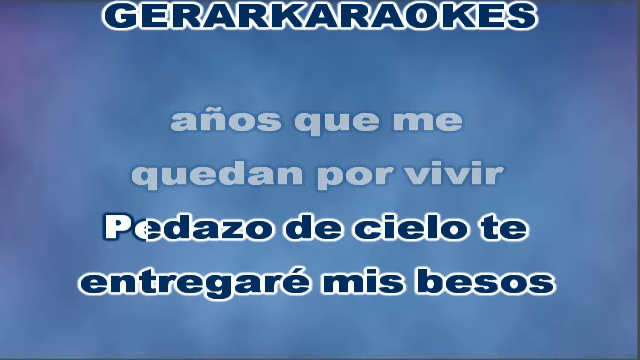 GERARKARAOKES
años que me
quedan por vivir
Pedazo de cielo te
entregaré mis besos